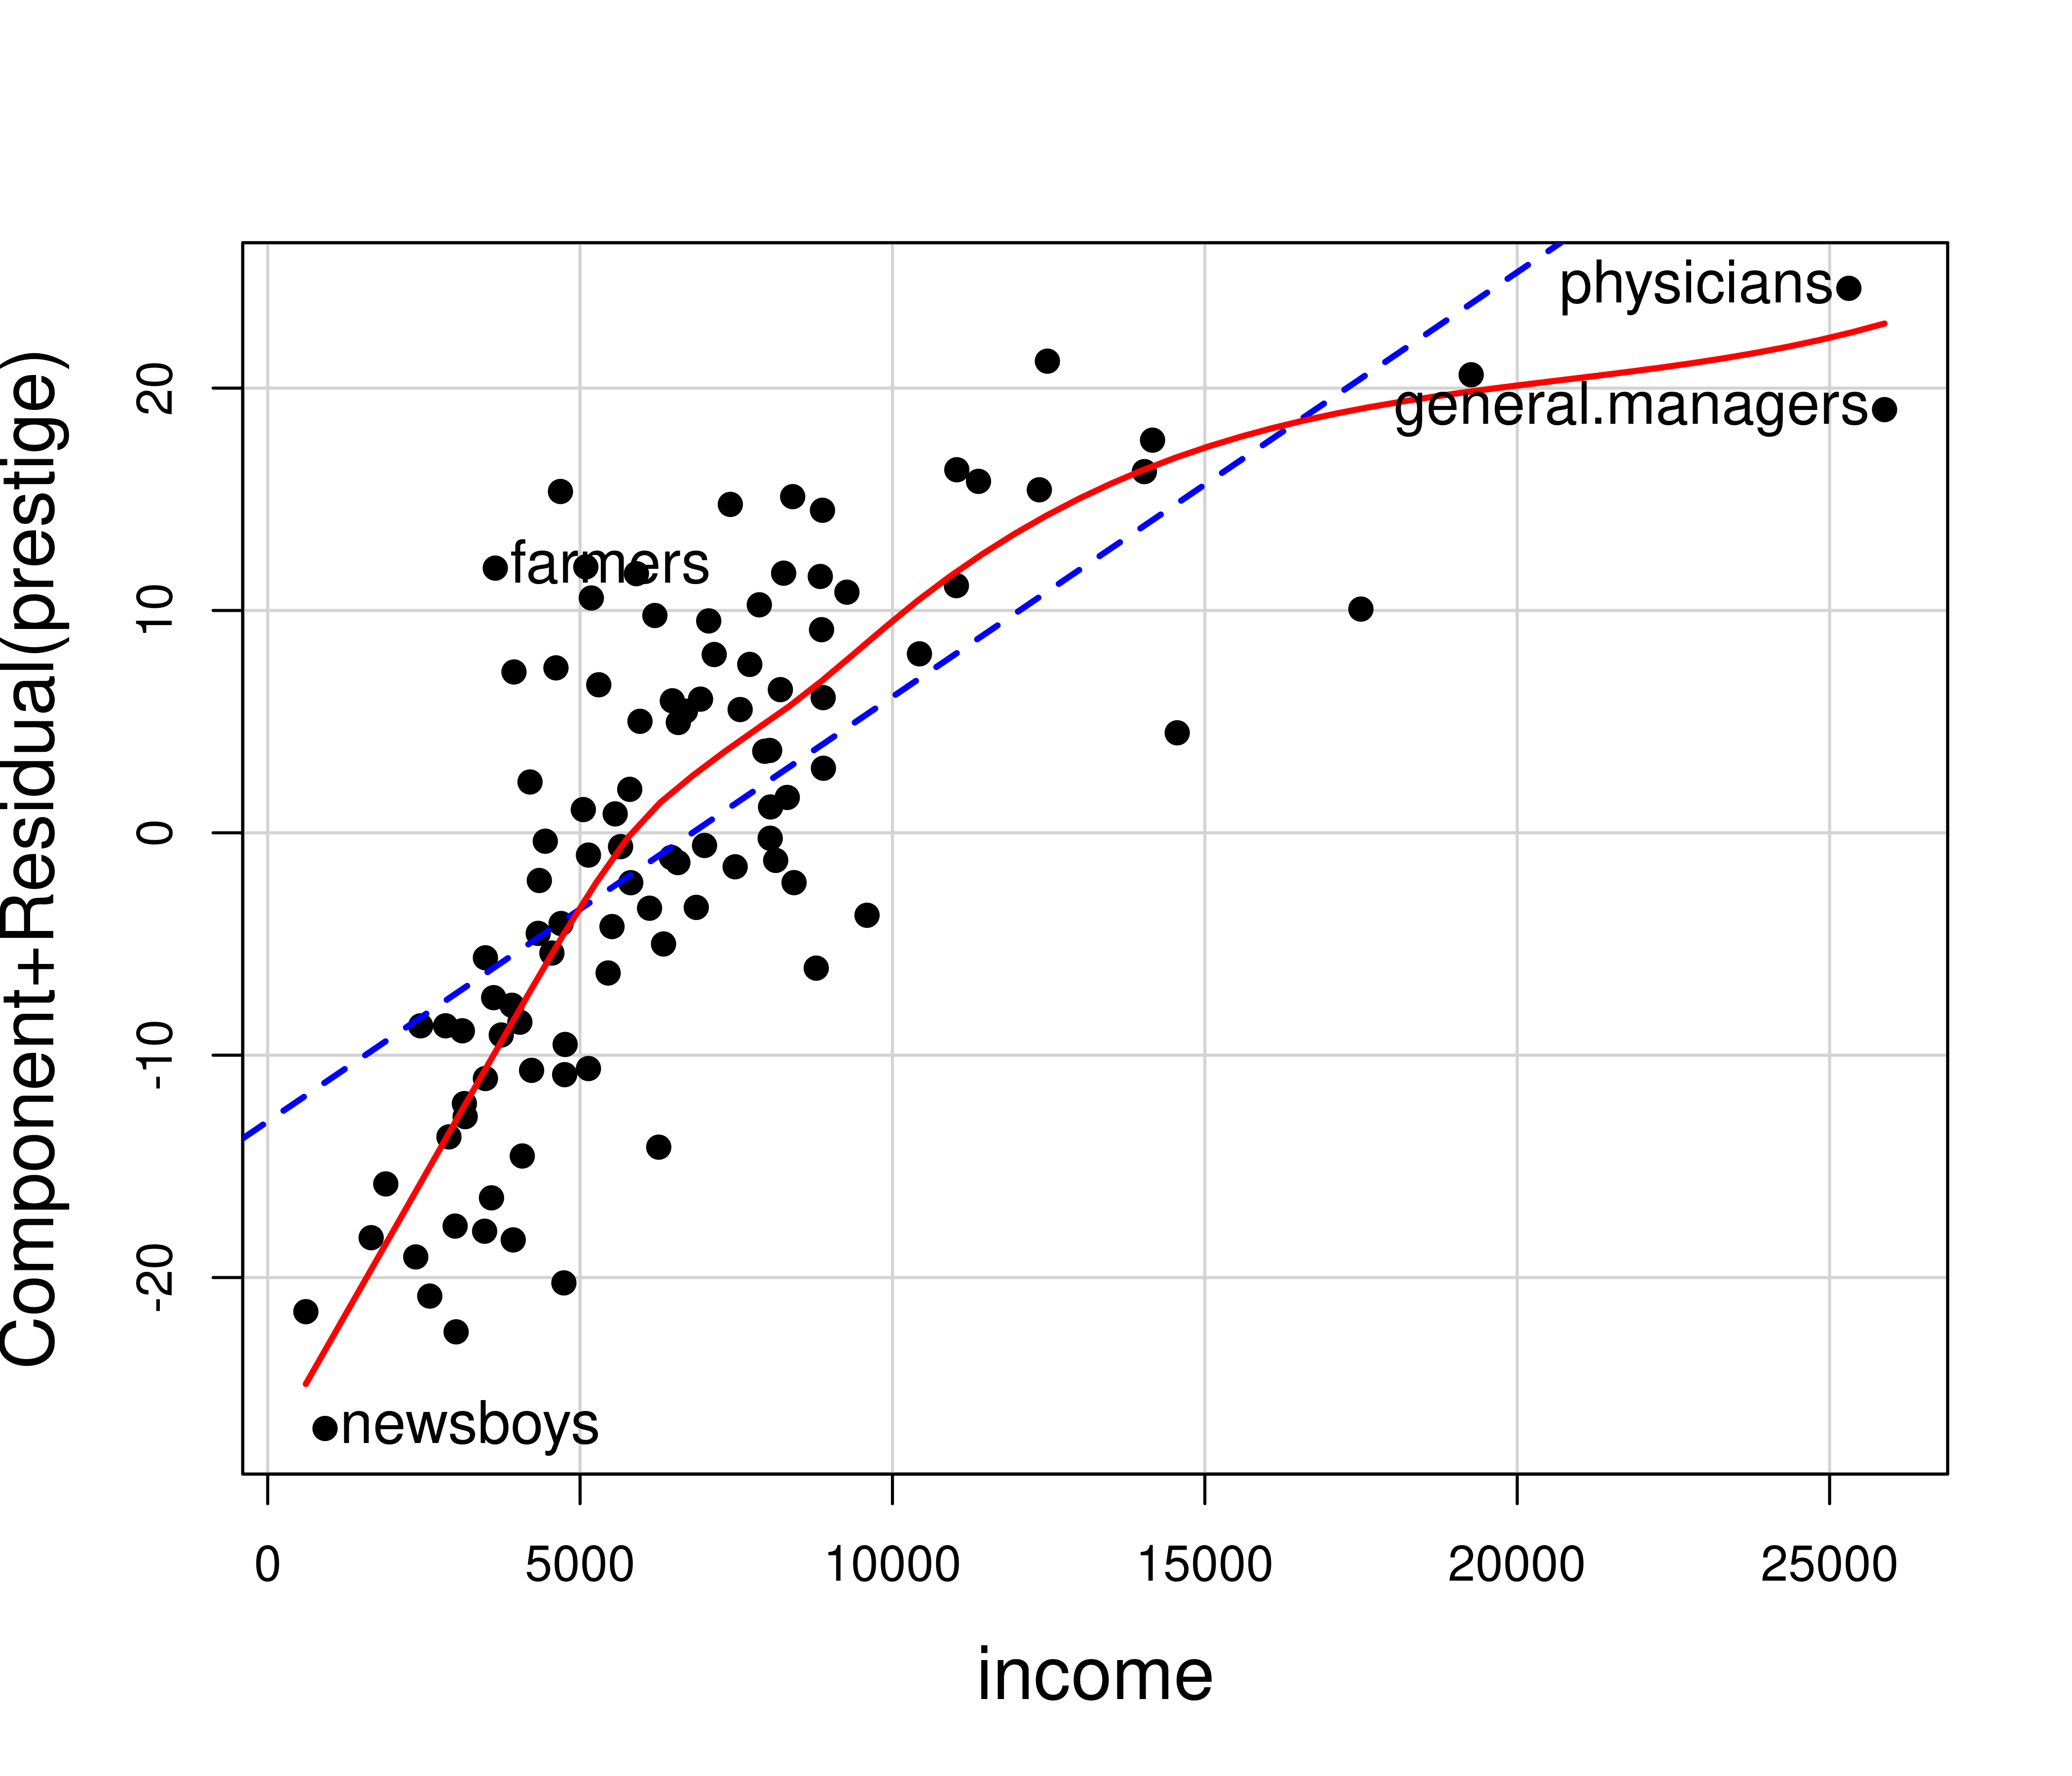 Component+Residual(prestige)
20
10
0
-10
-20
physicians
general.managers
farmers
newsboys
0 5000 10000 15000 20000 25000
income